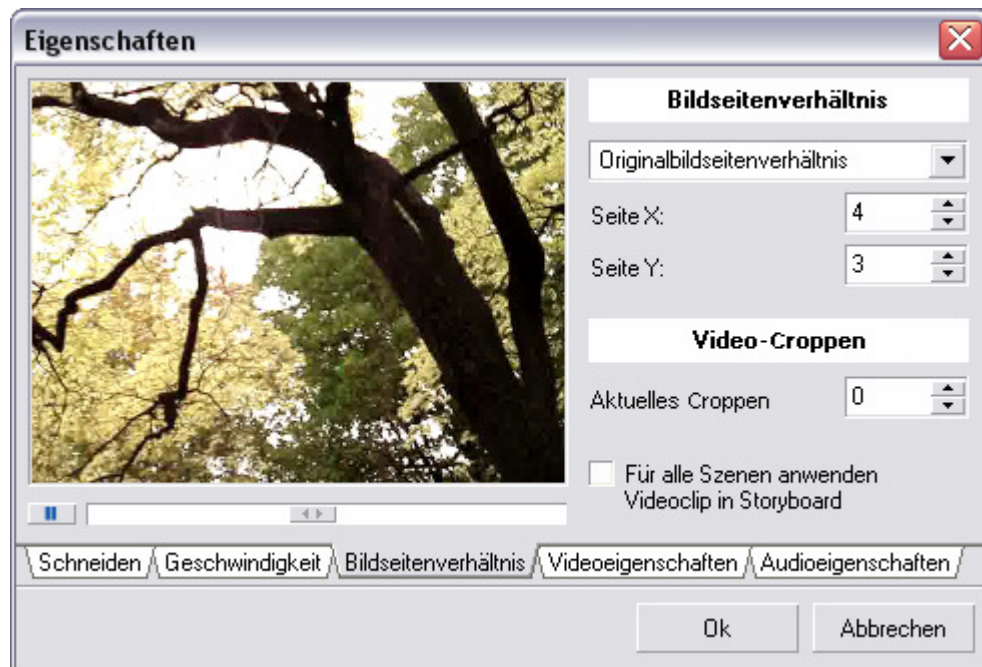 Eigenschaften
Bildseitenverhältnis
Originalbildseitenverhältnis
Seite X: 4
Seite Y: 3
Video-Croppen
Aktuelles Croppen 0
Für alle Szenen anwenden
Videoclip in Storyboard
Schneiden Geschwindigkeit Bildseitenverhältnis Videoeigenschaften Audioeigenschaften
Ok Abbrechen